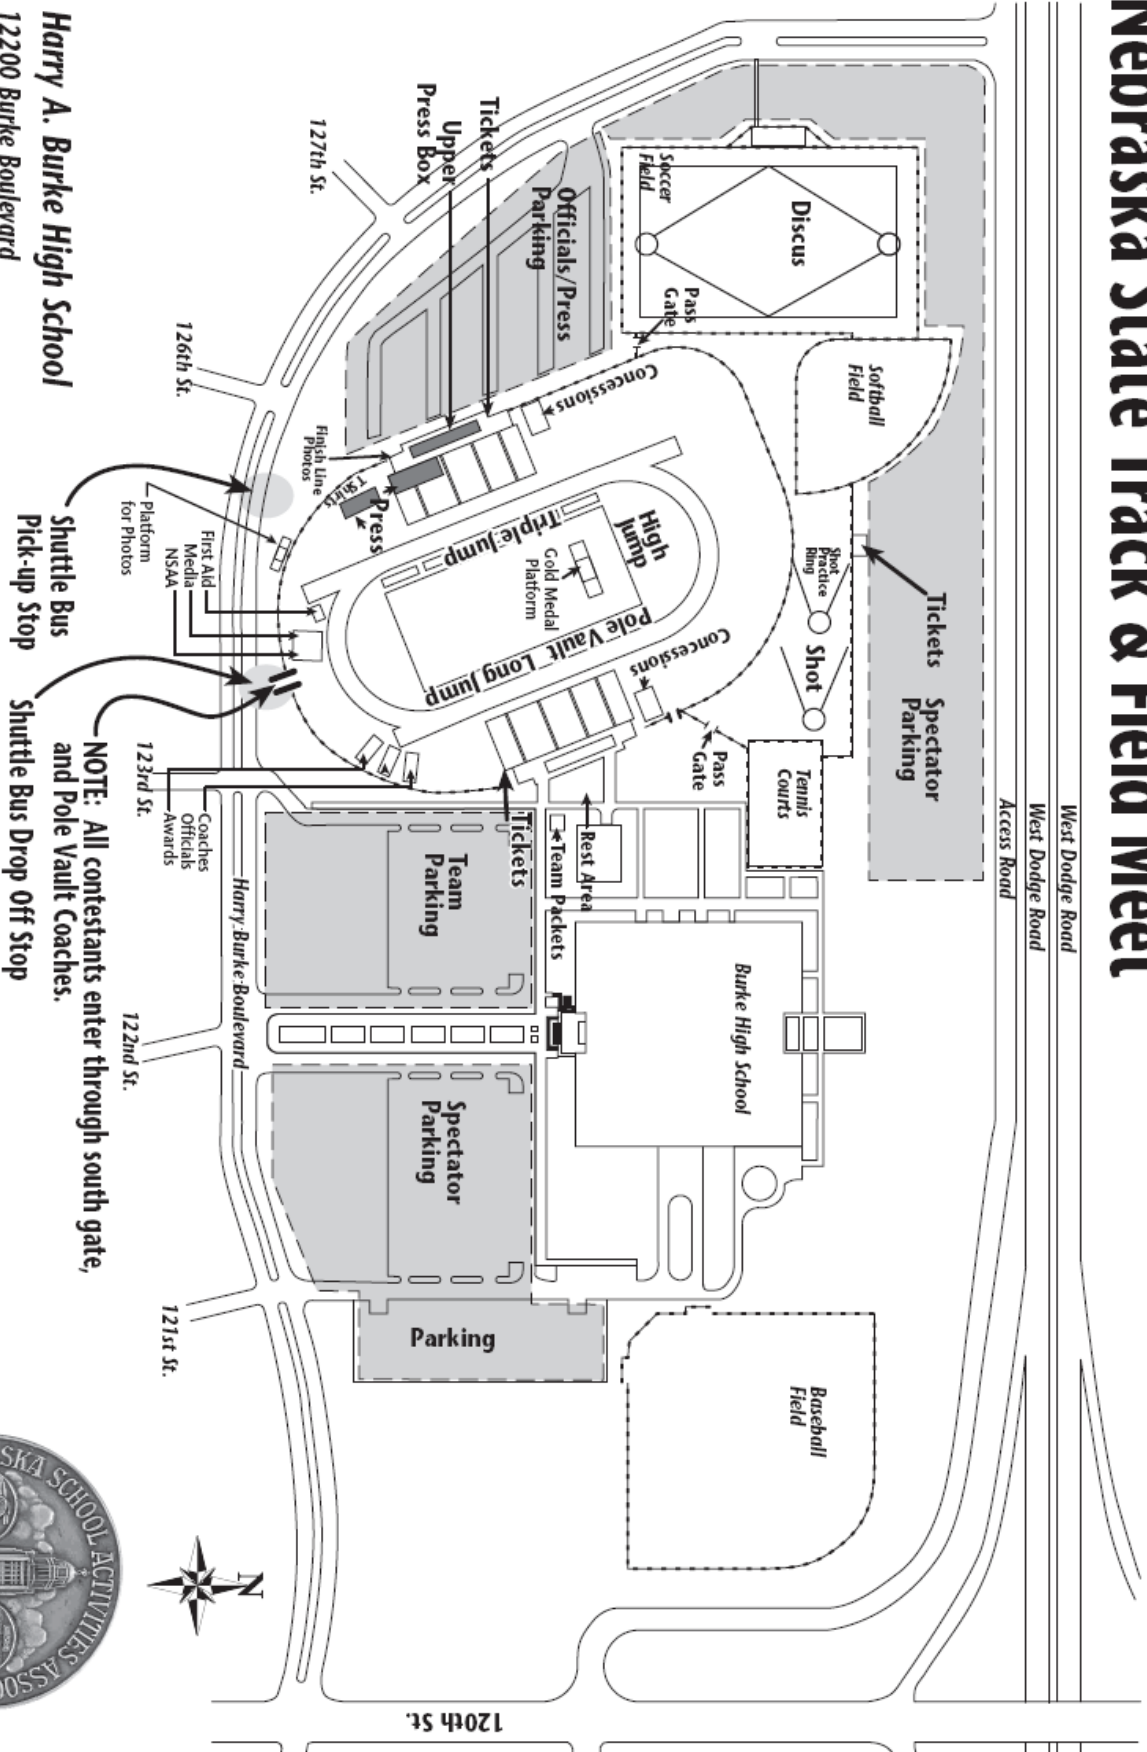 Nebraska State Track & Field Meet
West Dodge Road
West Dodge Road
Access Road
Discus
Soccer
Field
Softball
Field
Pass
Gate
Officials/Press
Parking
Tickets
Upper
Press Box
127th St.
126th St.
Concessions
Finish Line
Photos
T Shirts
Press
Triple Jump
High
Jump
Gold Medal
Platform
Pole Vault
Long Jump
Concessions
Shot
Practice
Ring
Shot
Tickets
Spectator
Parking
Pass
Gate
Tennis
Courts
Platform
for Photos
First Aid
Media
NSAA
Shuttle Bus
Pick-up Stop
Shuttle Bus Drop Off Stop
NOTE: All contestants enter through south gate,
and Pole Vault Coaches.
123rd St.
Coaches
Officials
Awards
Tickets
Rest Area
Team Packets
Team
Parking
Burke High School
Harry Burke Boulevard
122nd St.
Spectator
Parking
121st St.
Parking
Baseball
Field
120th St.
N
Harry A. Burke High School
12200 Burke Boulevard
SKA SCHOOL ACTIVITIES ASSOC